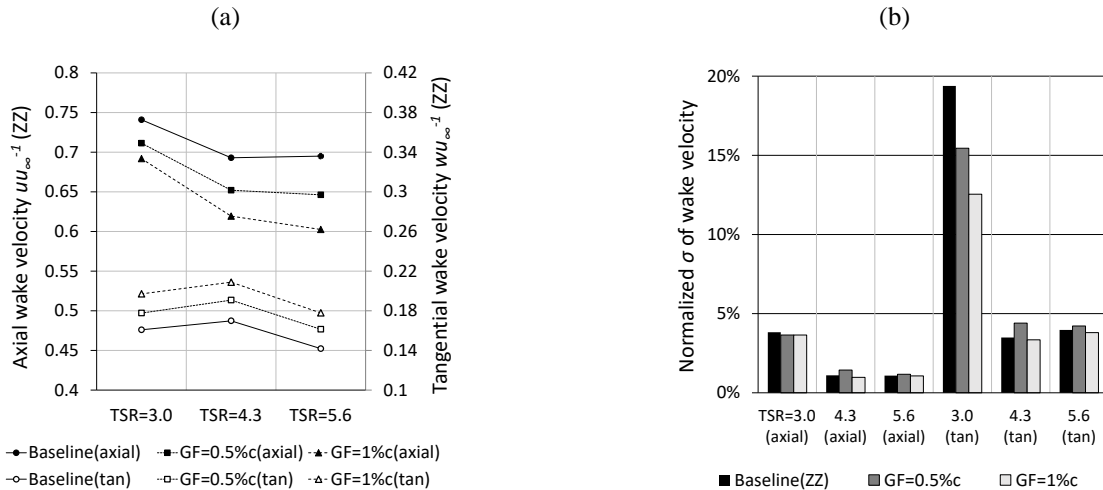 (a)
(b)
Axial wake velocity uu∞⁻¹ (ZZ)
0.8
0.75
0.7
0.65
0.6
0.55
0.5
0.45
0.4
0.42
0.38
0.34
0.3
0.26
0.22
0.18
0.14
0.1
Tangential wake velocity wu∞⁻¹ (ZZ)
TSR=3.0 TSR=4.3 TSR=5.6
Baseline(axial) GF=0.5%c(axial) GF=1%c(axial)
Baseline(tan) GF=0.5%c(tan) GF=1%c(tan)
Normalized σ of wake velocity
20%
15%
10%
5%
0%
TSR=3.0 4.3 5.6 3.0 4.3 5.6
(axial) (axial) (axial) (tan) (tan) (tan)
Baseline(ZZ) GF=0.5%c GF=1%c